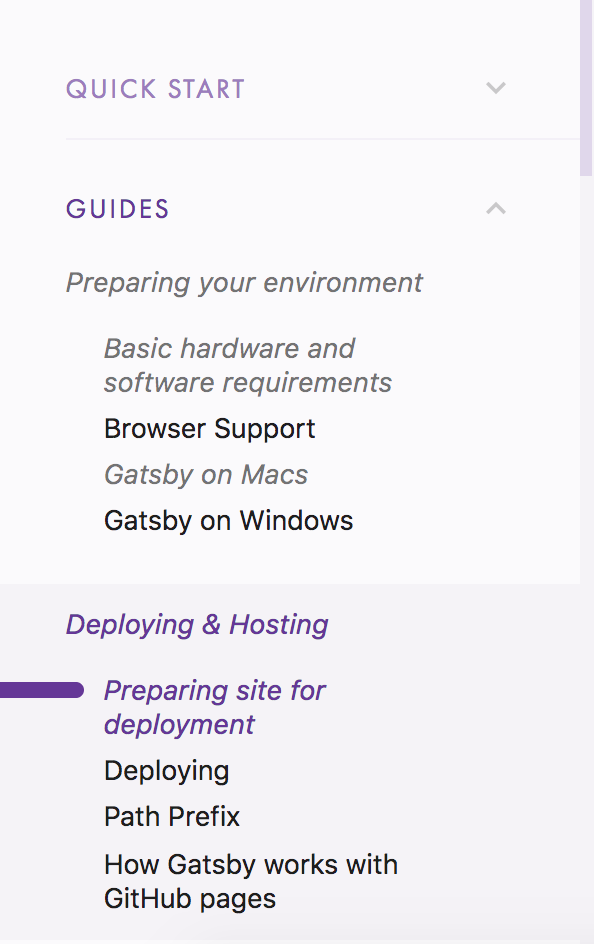 QUICK START
GUIDES
Preparing your environment
Basic hardware and
software requirements
Browser Support
Gatsby on Macs
Gatsby on Windows
Deploying & Hosting
Preparing site for
deployment
Deploying
Path Prefix
How Gatsby works with
GitHub pages